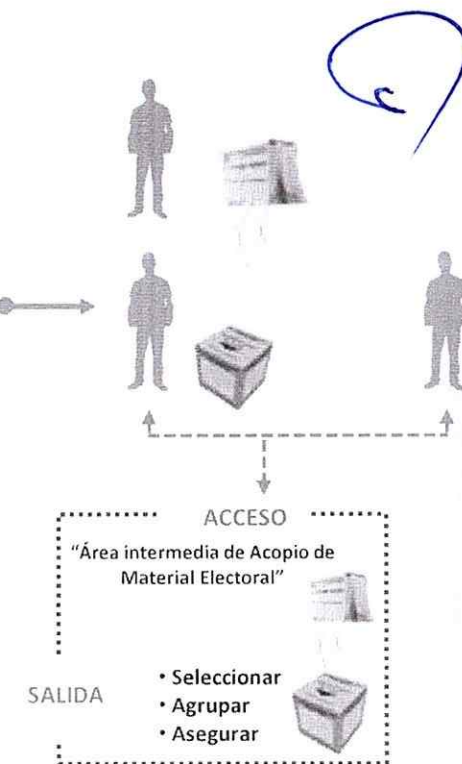 ACCESO
“Área intermedia de Acopio de
Material Electoral”
SALIDA
• Seleccionar
• Agrupar
• Asegurar